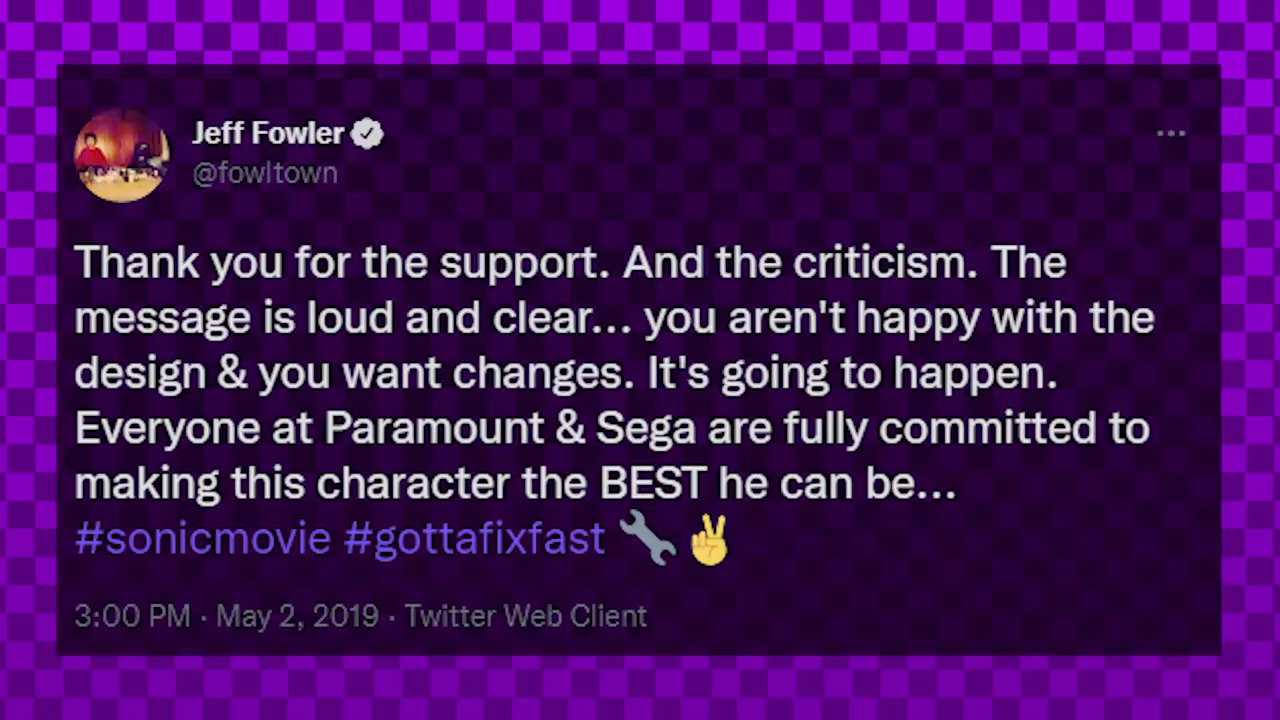 Jeff Fowler
@fowltown
Thank you for the support. And the criticism. The
message is loud and clear... you aren't happy with the
design & you want changes. It's going to happen.
Everyone at Paramount & Sega are fully committed to
making this character the BEST he can be...
#sonicmovie #gottafixfast 🔧✌️
3:00 PM · May 2, 2019 · Twitter Web Client